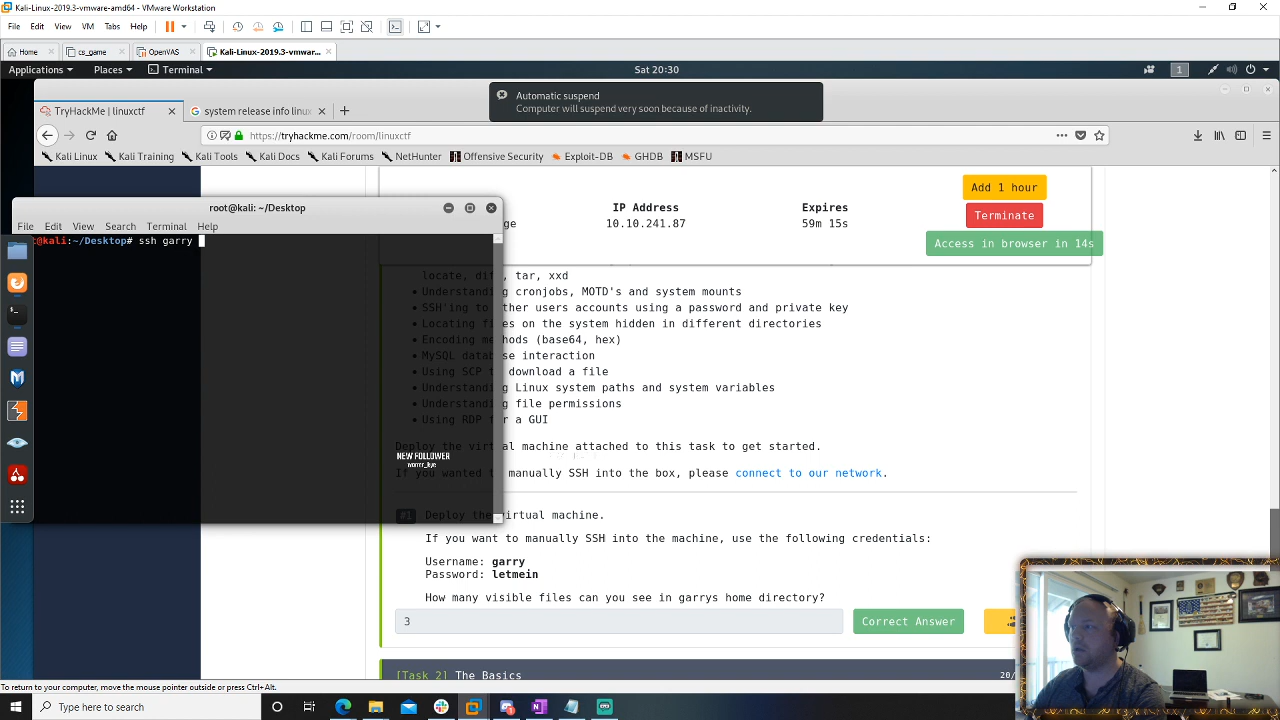 Kali-Linux-2019.3-vmware-amd64 - VMware Workstation
File Edit View VM Tabs Help
Home cs_game OpenVAS Kali-Linux-2019.3-vmwar...
Applications Places Terminal Sat 20:30 1
TryHackMe | linuxctf system release info linux
Automatic suspend
Computer will suspend very soon because of inactivity.
https://tryhackme.com/room/linuxctf
Kali Linux Kali Training Kali Tools Kali Docs Kali Forums NetHunter Offensive Security Exploit-DB GHDB MSFU
Add 1 hour
IP Address Expires
10.10.241.87 59m 15s
Terminate
Access in browser in 14s
root@kali: ~/Desktop
File Edit View Search Terminal Help
t@kali:~/Desktop# ssh garry
locate, diff, tar, xxd
Understanding cronjobs, MOTD's and system mounts
SSH'ing to other users accounts using a password and private key
Locating files on the system hidden in different directories
Encoding methods (base64, hex)
MySQL database interaction
Using SCP to download a file
Understanding Linux system paths and system variables
Understanding file permissions
Using RDP for a GUI
Deploy the virtual machine attached to this task to get started.
NEW FOLLOWER
If you wanted to manually SSH into the box, please connect to our network.
#1 Deploy the virtual machine.
If you want to manually SSH into the machine, use the following credentials:
Username: garry
Password: letmein
How many visible files can you see in garrys home directory?
3 Correct Answer
[Task 2] The Basics 20/
To return to your computer, move the mouse pointer outside or press Ctrl+Alt.
Type here to search